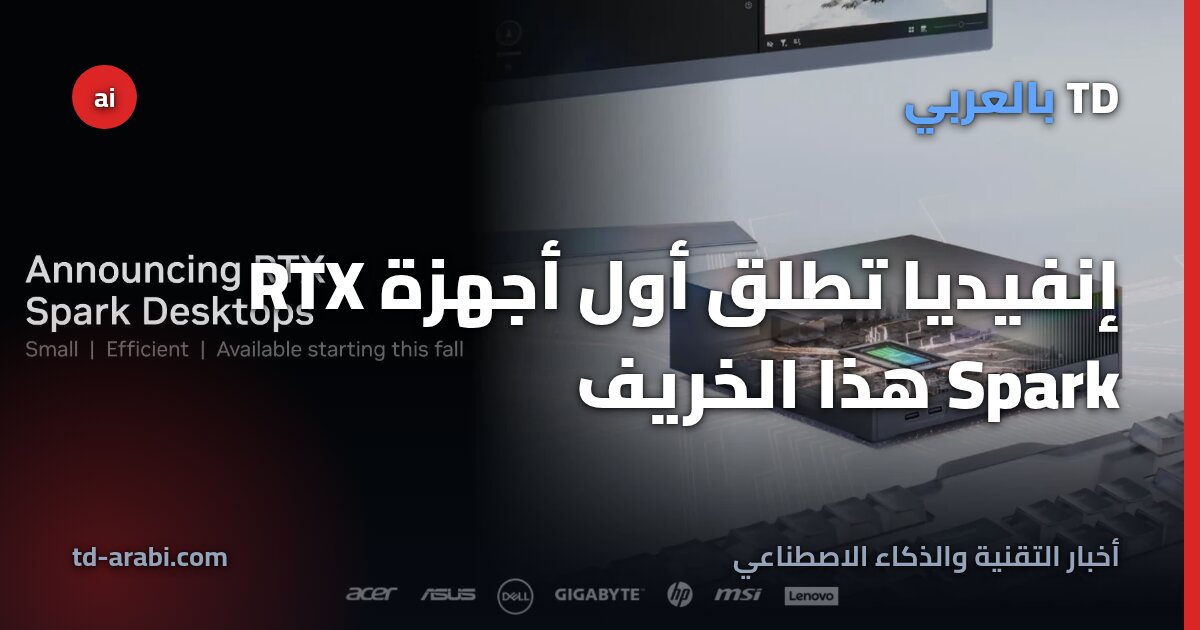 ai
TD بالعربي
Announcing RTX
Spark Desktops
Small | Efficient | Available starting this fall
إنفيديا تطلق أول أجهزة RTX
Spark هذا الخريف
td-arabi.com
أخبار التقنية والذكاء الاصطناعي
acer ASUS DELL GIGABYTE hp msi Lenovo